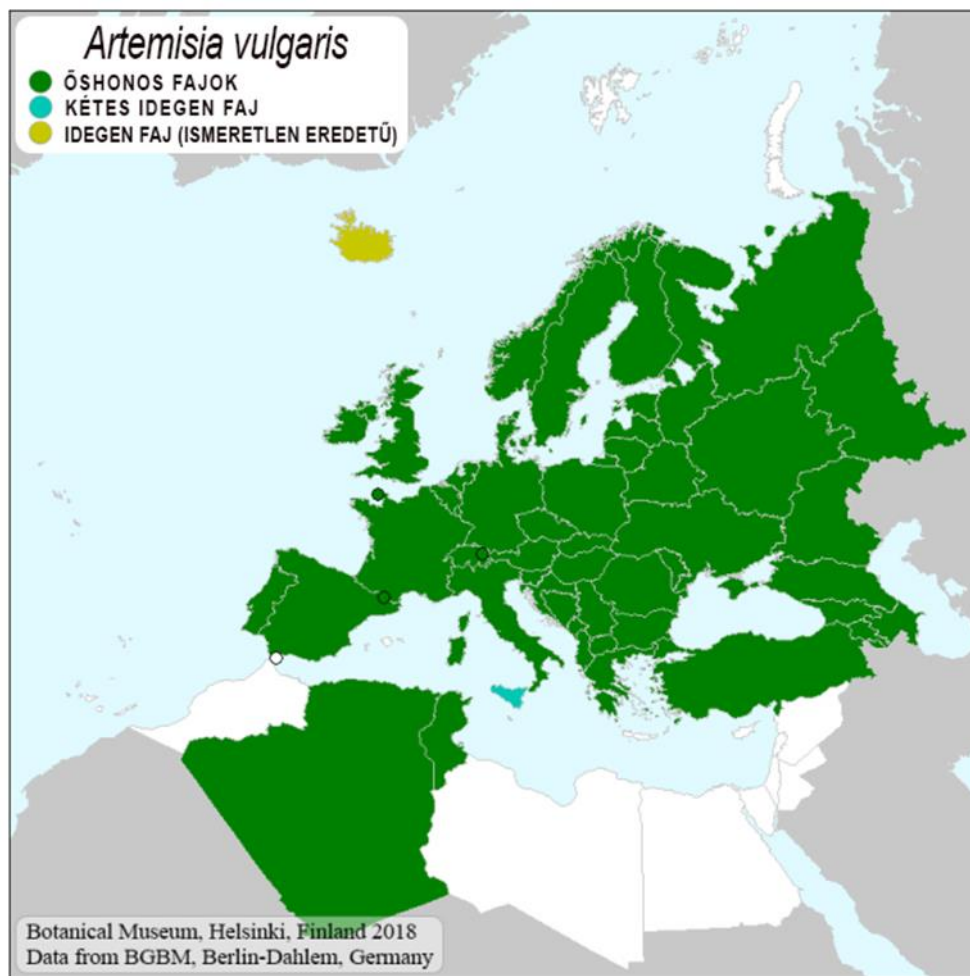 Artemisia vulgaris
ŐSHONOS FAJOK
KÉTES IDEGEN FAJ
IDEGEN FAJ (ISMERETLEN EREDETŰ)
Botanical Museum, Helsinki, Finland 2018
Data from BGBM, Berlin-Dahlem, Germany